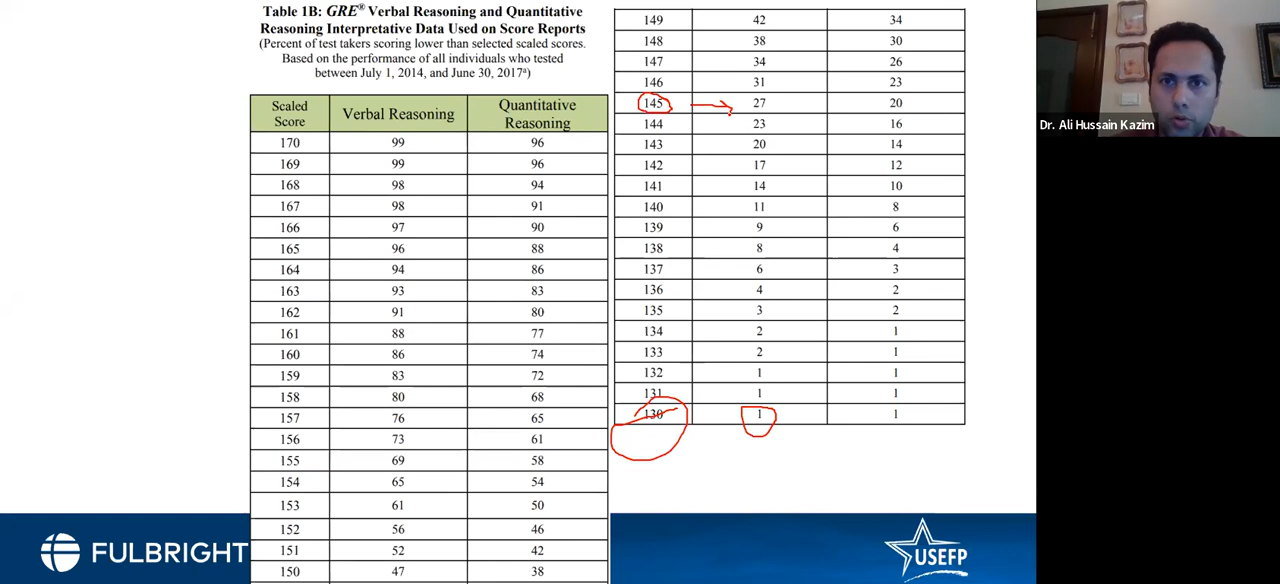 Table 1B: GRE® Verbal Reasoning and Quantitative
Reasoning Interpretative Data Used on Score Reports
(Percent of test takers scoring lower than selected scaled scores.
Based on the performance of all individuals who tested
between July 1, 2014, and June 30, 2017ª)
Scaled Score Verbal Reasoning Quantitative Reasoning
170 99 96
169 99 96
168 98 94
167 98 91
166 97 90
165 96 88
164 94 86
163 93 83
162 91 80
161 88 77
160 86 74
159 83 72
158 80 68
157 76 65
156 73 61
155 69 58
154 65 54
153 61 50
152 56 46
151 52 42
150 47 38
149 42 34
148 38 30
147 34 26
146 31 23
145 27 20
144 23 16
143 20 14
142 17 12
141 14 10
140 11 8
139 9 6
138 8 4
137 6 3
136 4 2
135 3 2
134 2 1
133 2 1
132 1 1
131 1 1
130 1 1
Dr. Ali Hussain Kazim
FULBRIGHT
USEFP